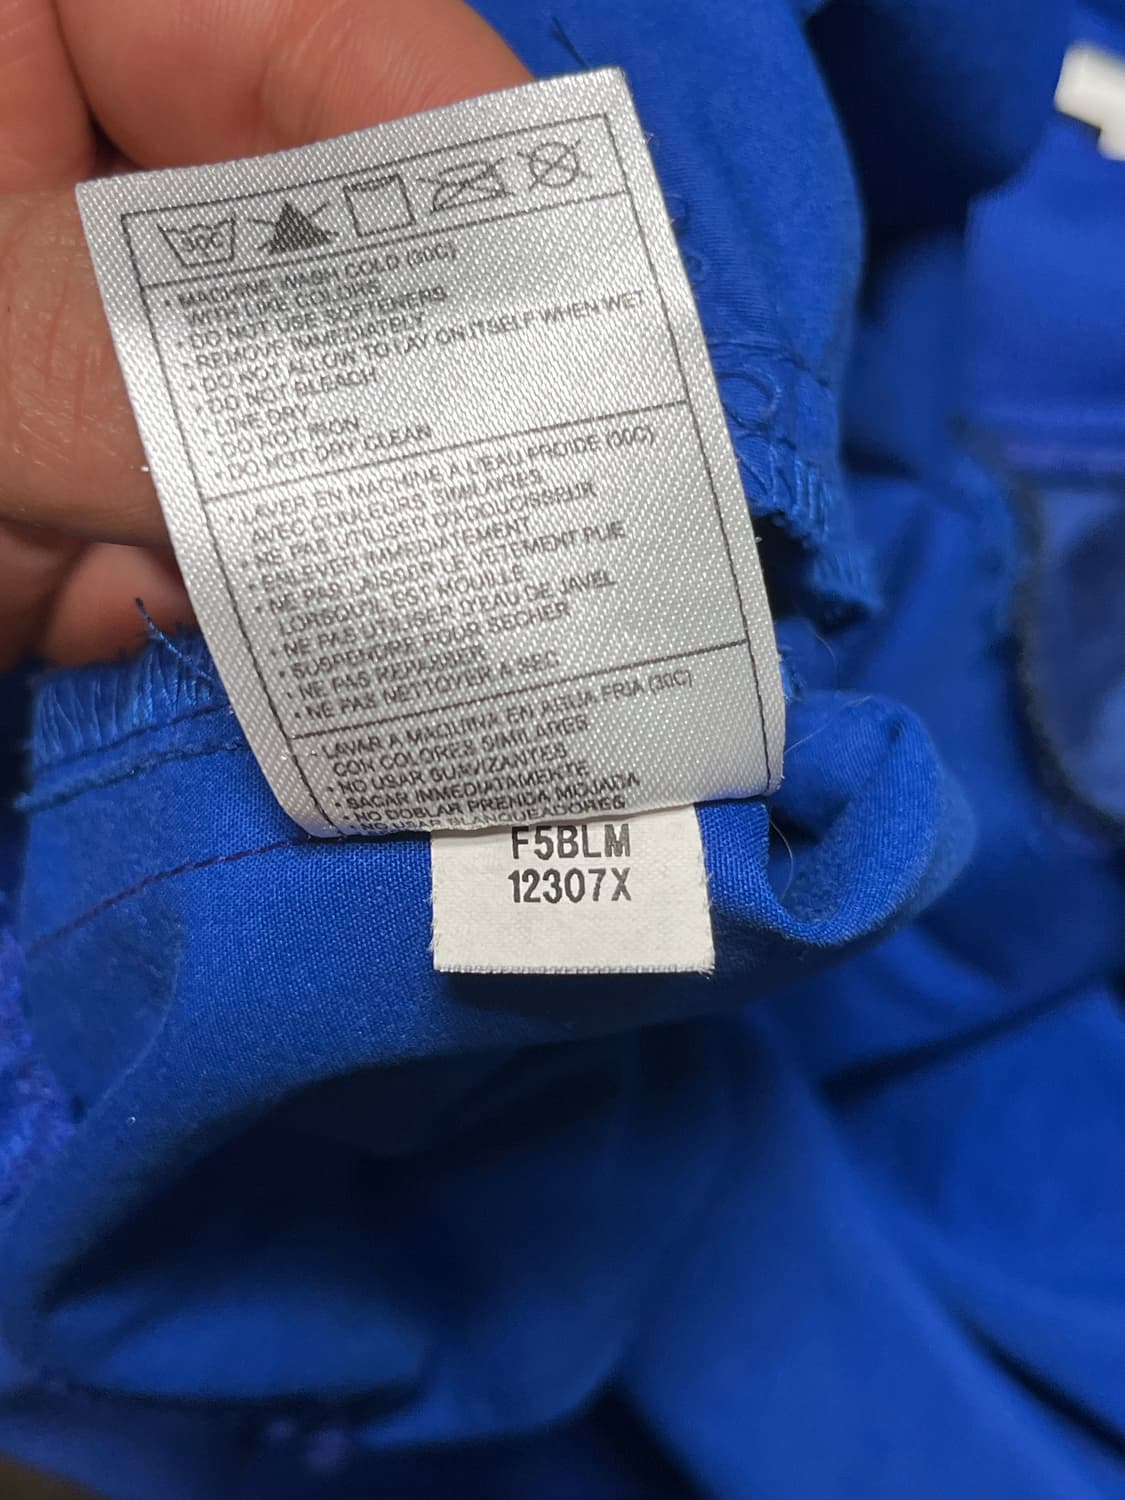 30C
• MACHINE WASH COLD (30C)
WITH LIKE COLORS
• DO NOT USE SOFTENERS
• REMOVE IMMEDIATELY
• DO NOT ALLOW TO LAY ON ITSELF WHEN WET
• DO NOT BLEACH
• LINE DRY
• DO NOT IRON
• DO NOT DRY CLEAN
• LAVER EN MACHINE A L'EAU FROIDE (30C)
AVEC COULEURS SIMILAIRES
• NE PAS UTILISER D'ADOUCISSEUR
• ENLEVER IMMEDIATEMENT
• NE PAS LAISSER LE VETEMENT PLIE
LORSQU'IL EST MOUILLE
• NE PAS UTILISER D'EAU DE JAVEL
• SUSPENDRE POUR SECHER
• NE PAS REPASSER
• NE PAS NETTOYER A SEC
• LAVAR A MAQUINA EN AGUA FRIA (30C)
CON COLORES SIMILARES
• NO USAR SUAVIZANTES
• SACAR INMEDIATAMENTE
• NO DOBLAR PRENDA MOJADA
• NO USAR BLANQUEADORES
F5BLM
12307X